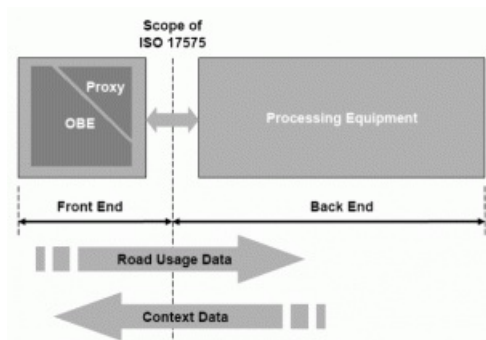 Scope of
ISO 17575
Proxy
OBE
Processing Equipment
Front End
Back End
Road Usage Data
Context Data